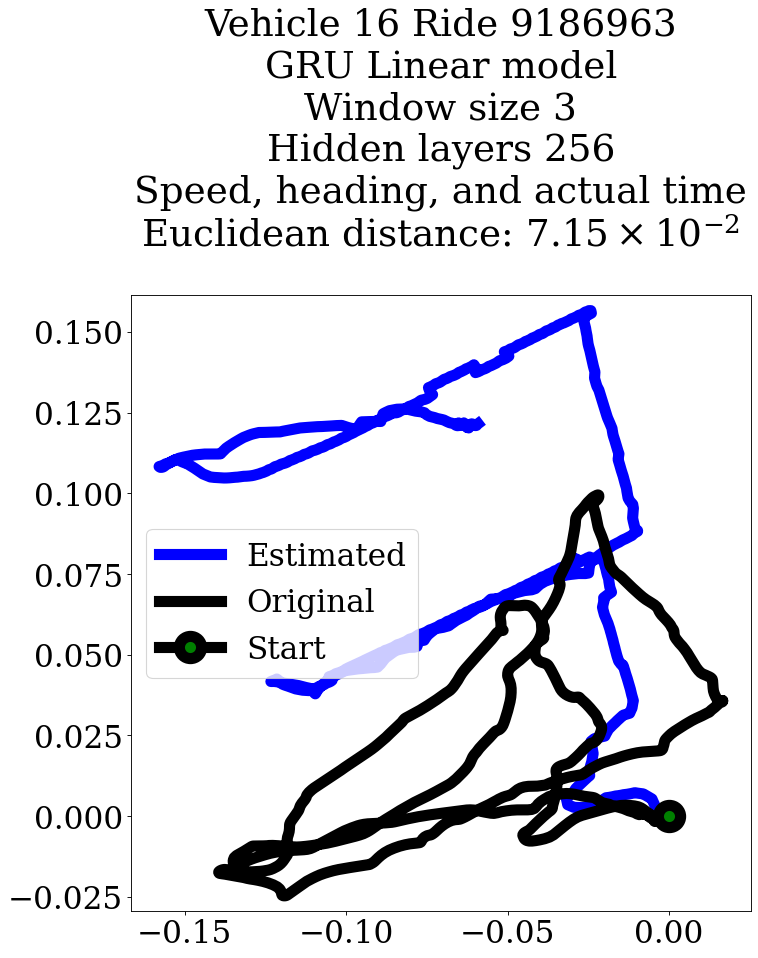 Vehicle 16 Ride 9186963
GRU Linear model
Window size 3
Hidden layers 256
Speed, heading, and actual time
Euclidean distance: 7.15 × 10⁻²
0.150
0.125
0.100
0.075
0.050
0.025
0.000
−0.025
Estimated
Original
Start
−0.15
−0.10
−0.05
0.00